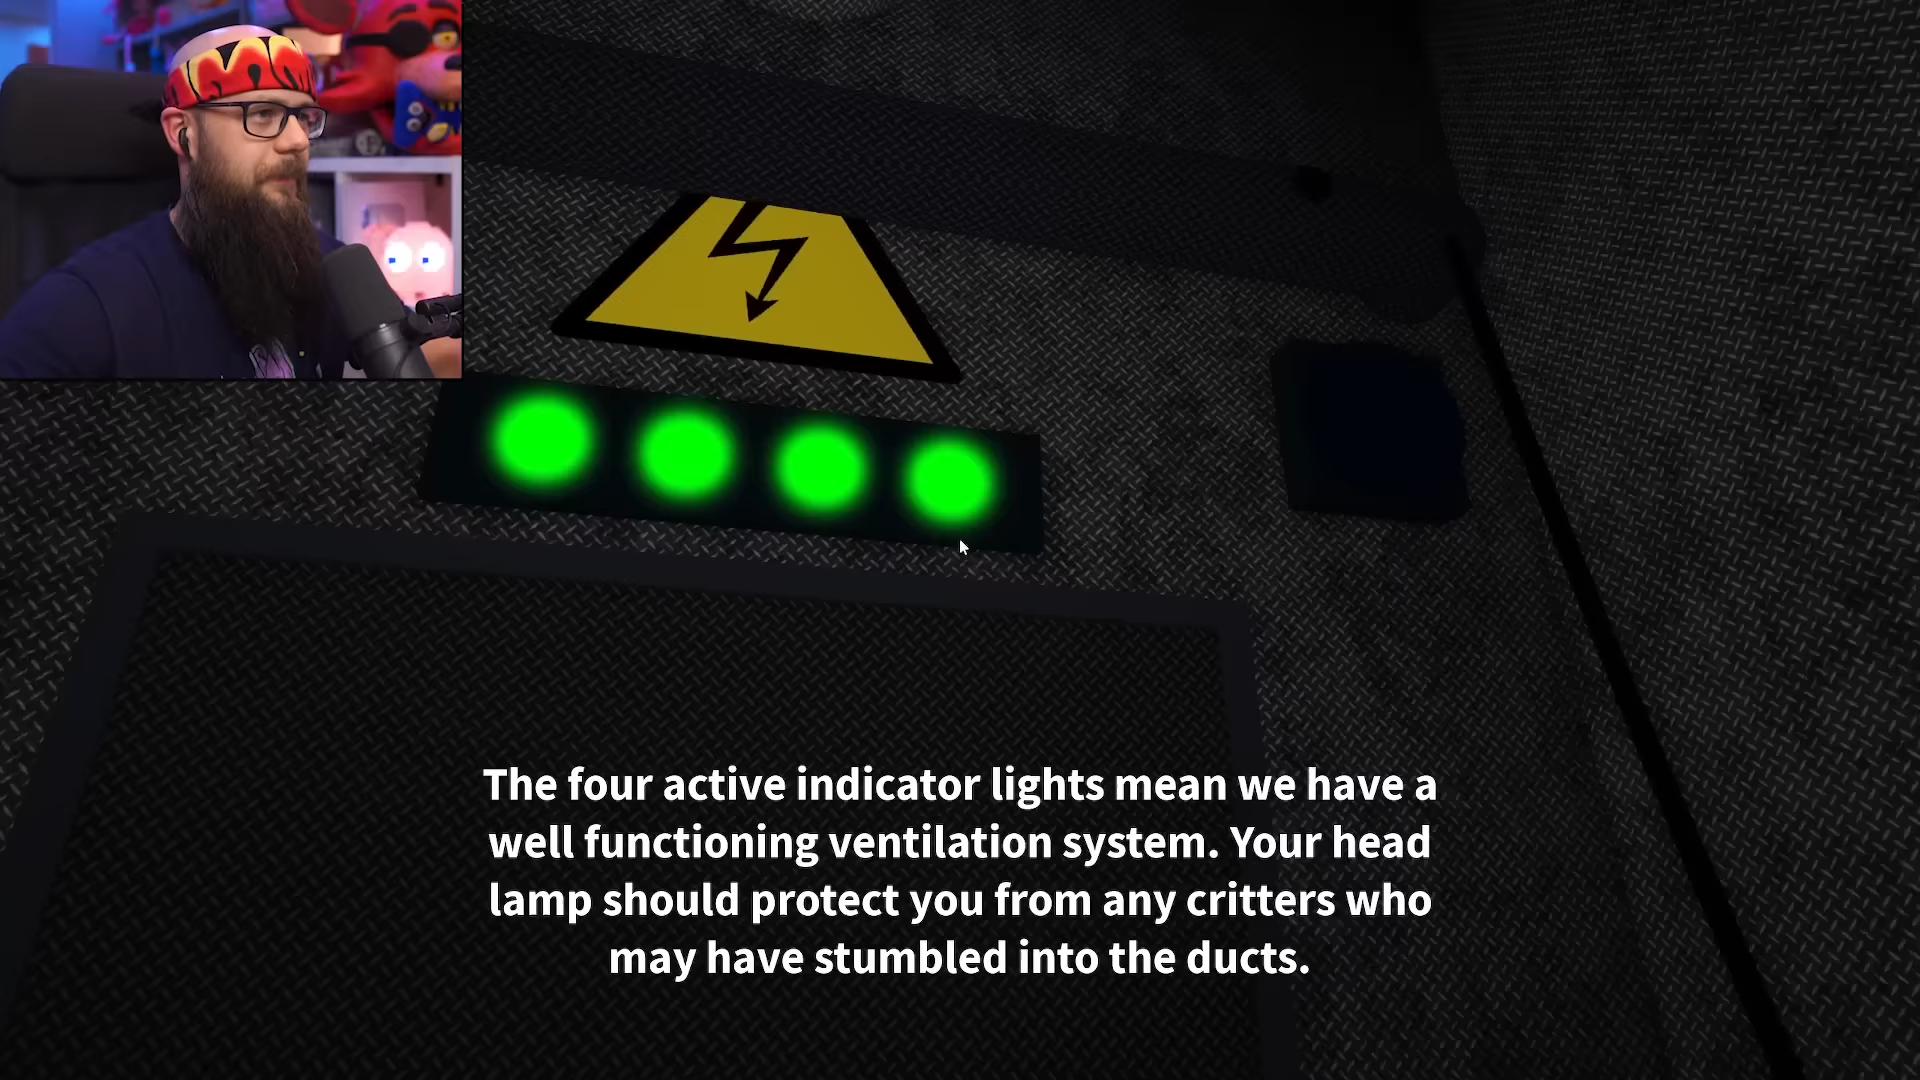 The four active indicator lights mean we have a
well functioning ventilation system. Your head
lamp should protect you from any critters who
may have stumbled into the ducts.